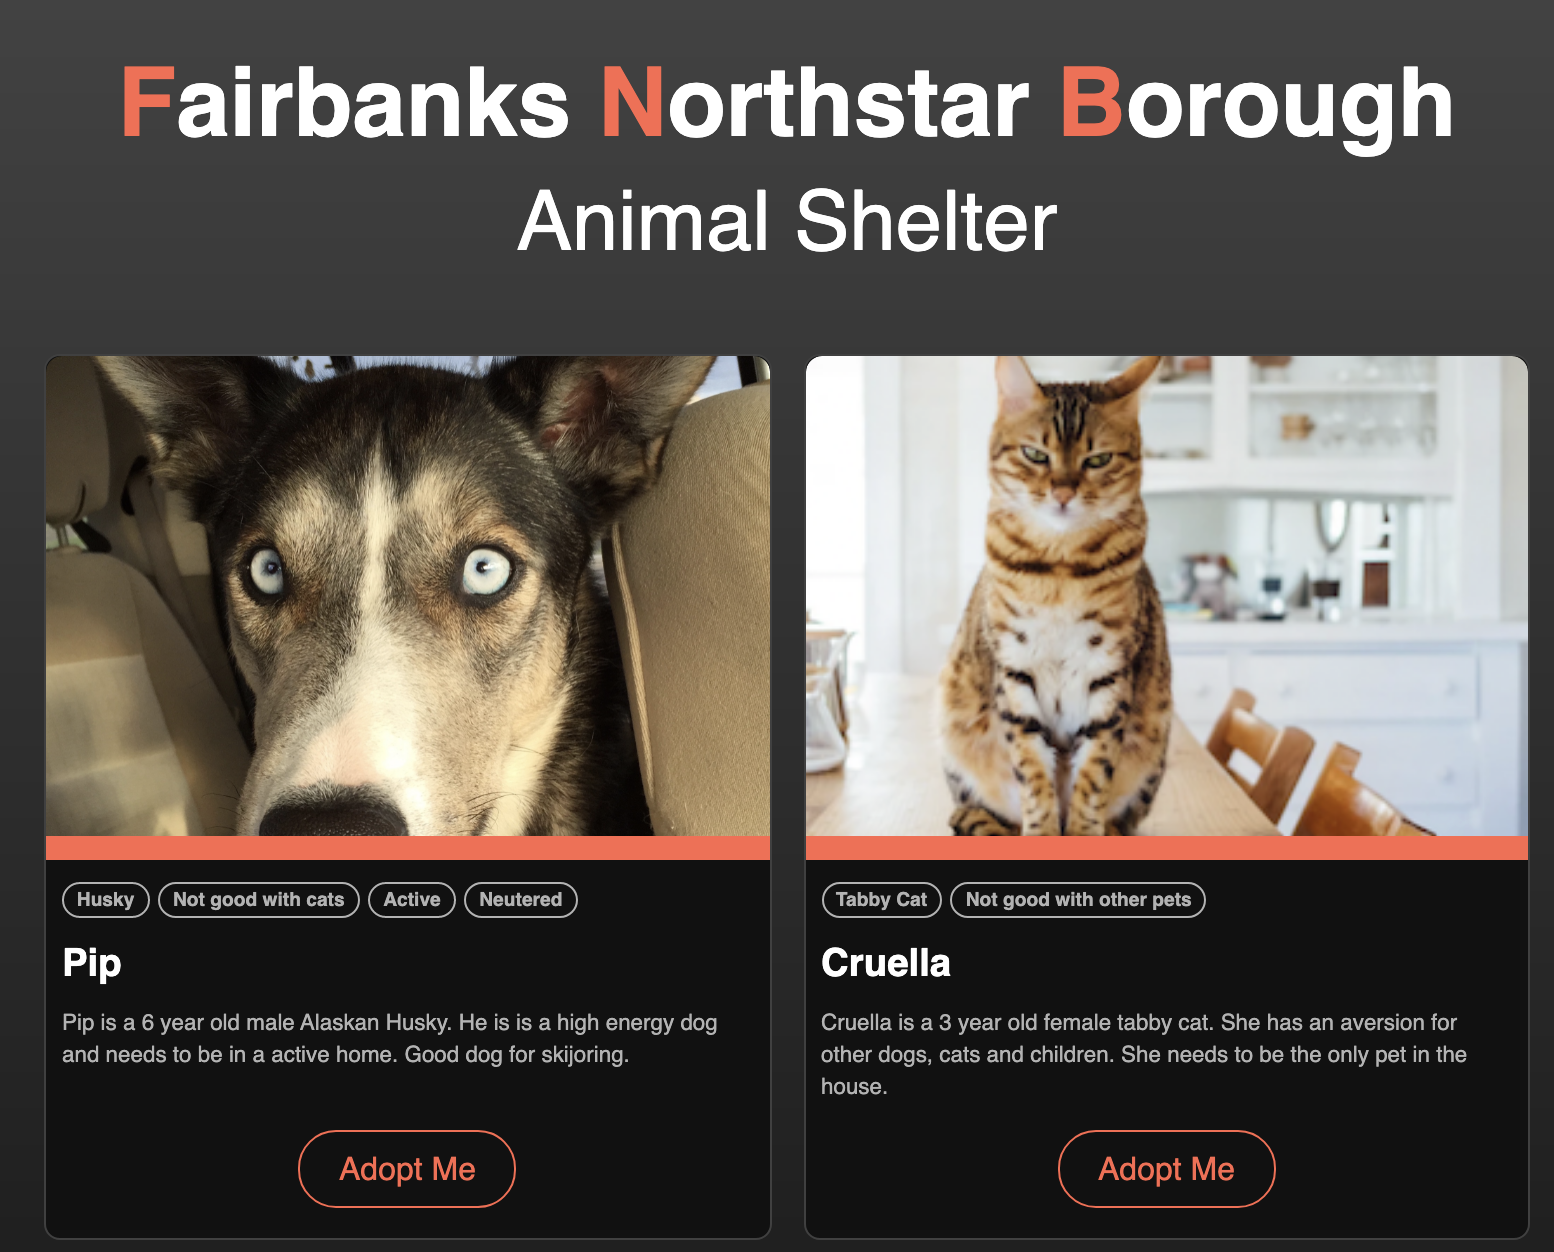 Fairbanks Northstar Borough
Animal Shelter
Husky
Not good with cats
Active
Neutered
Pip
Pip is a 6 year old male Alaskan Husky. He is is a high energy dog
and needs to be in a active home. Good dog for skijoring.
Adopt Me
Tabby Cat
Not good with other pets
Cruella
Cruella is a 3 year old female tabby cat. She has an aversion for
other dogs, cats and children. She needs to be the only pet in the
house.
Adopt Me